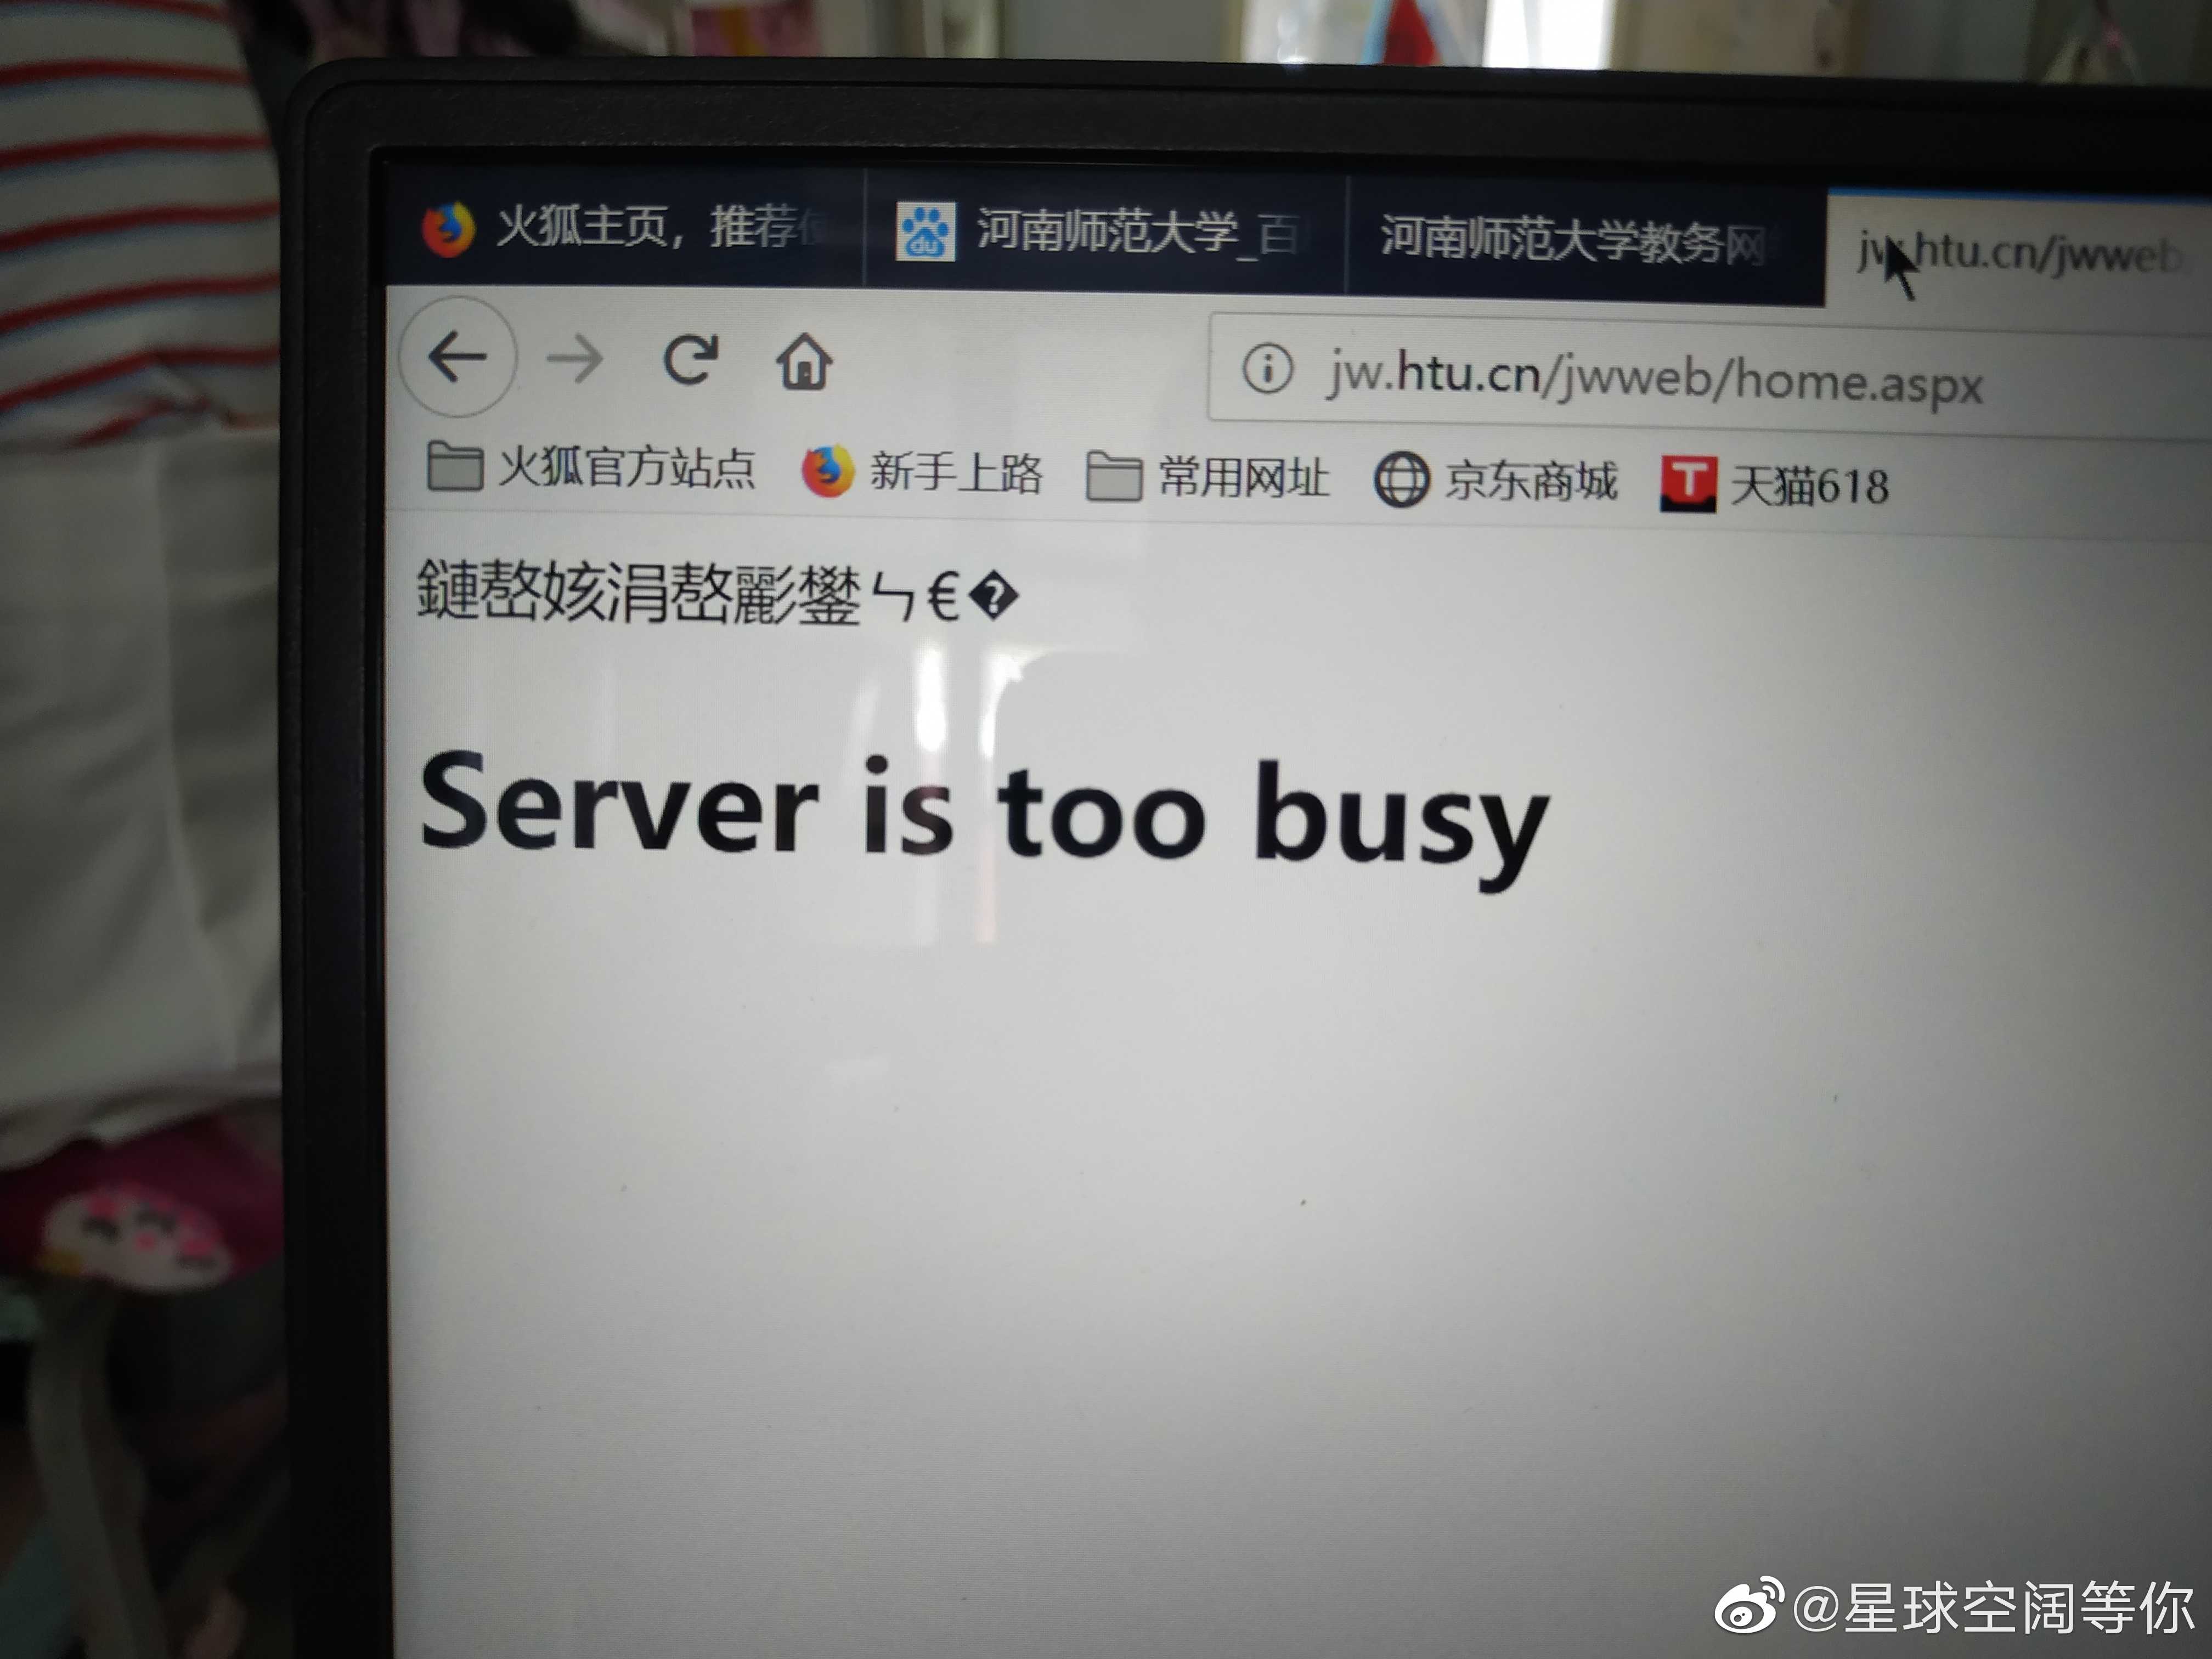 火狐主页，推荐
河南师范大学_百
河南师范大学教务网
jw.htu.cn/jwweb
jw.htu.cn/jwweb/home.aspx
火狐官方站点 新手上路 常用网址 京东商城 天猫618
鏈嶅姟涓嶅彲鐢ㄣ€�
Server is too busy
@星球空阔等你